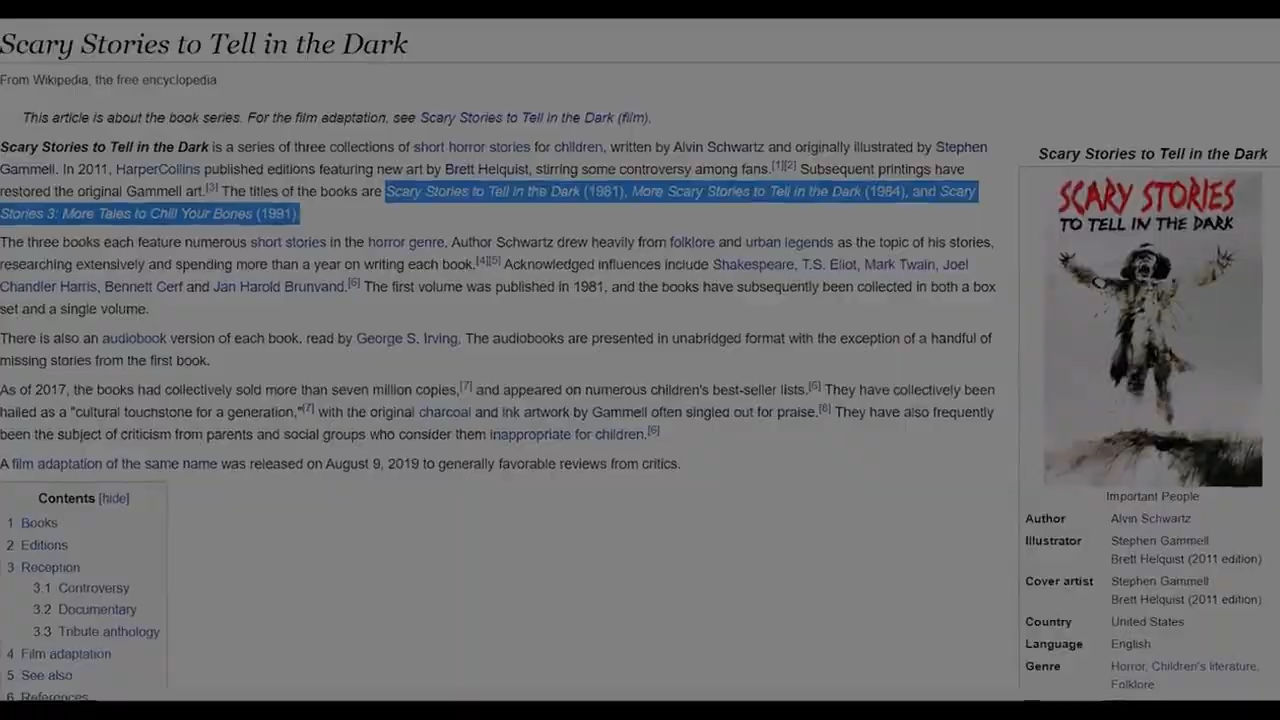 Scary Stories to Tell in the Dark
From Wikipedia, the free encyclopedia
This article is about the book series. For the film adaptation, see Scary Stories to Tell in the Dark (film).
Scary Stories to Tell in the Dark is a series of three collections of short horror stories for children, written by Alvin Schwartz and originally illustrated by Stephen
Gammell. In 2011, HarperCollins published editions featuring new art by Brett Helquist, stirring some controversy among fans.[1][2] Subsequent printings have
restored the original Gammell art.[3] The titles of the books are Scary Stories to Tell in the Dark (1981), More Scary Stories to Tell in the Dark (1984), and Scary
Stories 3: More Tales to Chill Your Bones (1991).
The three books each feature numerous short stories in the horror genre. Author Schwartz drew heavily from folklore and urban legends as the topic of his stories,
researching extensively and spending more than a year on writing each book.[4][5] Acknowledged influences include Shakespeare, T.S. Eliot, Mark Twain, Joel
Chandler Harris, Bennett Cerf and Jan Harold Brunvand.[6] The first volume was published in 1981, and the books have subsequently been collected in both a box
set and a single volume.
There is also an audiobook version of each book, read by George S. Irving. The audiobooks are presented in unabridged format with the exception of a handful of
missing stories from the first book.
As of 2017, the books had collectively sold more than seven million copies,[7] and appeared on numerous children's best-seller lists.[6] They have collectively been
hailed as a "cultural touchstone for a generation,"[7] with the original charcoal and ink artwork by Gammell often singled out for praise.[8] They have also frequently
been the subject of criticism from parents and social groups who consider them inappropriate for children.[6]
A film adaptation of the same name was released on August 9, 2019 to generally favorable reviews from critics.
Contents [hide]
1 Books
2 Editions
3 Reception
3.1 Controversy
3.2 Documentary
3.3 Tribute anthology
4 Film adaptation
5 See also
6 References
Scary Stories to Tell in the Dark
SCARY STORIES
TO TELL IN THE DARK
Important People
Author Alvin Schwartz
Illustrator Stephen Gammell
Brett Helquist (2011 edition)
Cover artist Stephen Gammell
Brett Helquist (2011 edition)
Country United States
Language English
Genre Horror, Children's literature,
Folklore